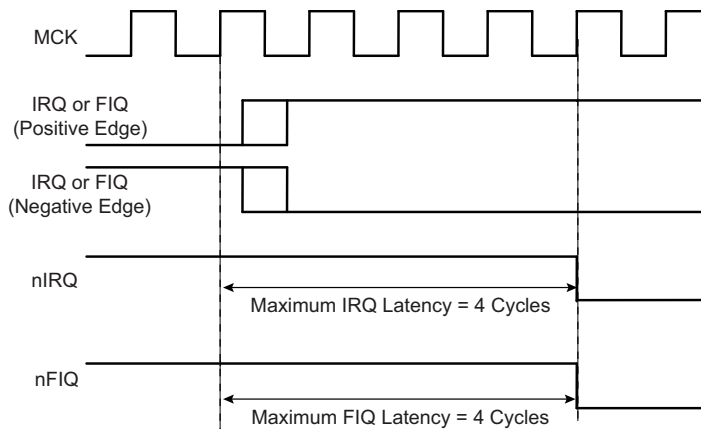 MCK
IRQ or FIQ
(Positive Edge)
IRQ or FIQ
(Negative Edge)
nIRQ
Maximum IRQ Latency = 4 Cycles
nFIQ
Maximum FIQ Latency = 4 Cycles